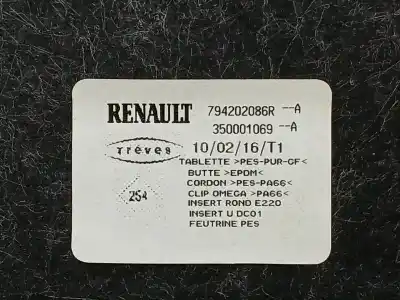 RENAULT 794202086R --A
350001069 --A
Trèves 10/02/16/T1
TABLETTE >PES-PUR-GF<
BUTTE >EPDM<
CORDON >PES-PA66<
CLIP OMEGA >PA66<
254
INSERT ROND E220
INSERT U DC01
FEUTRINE PES